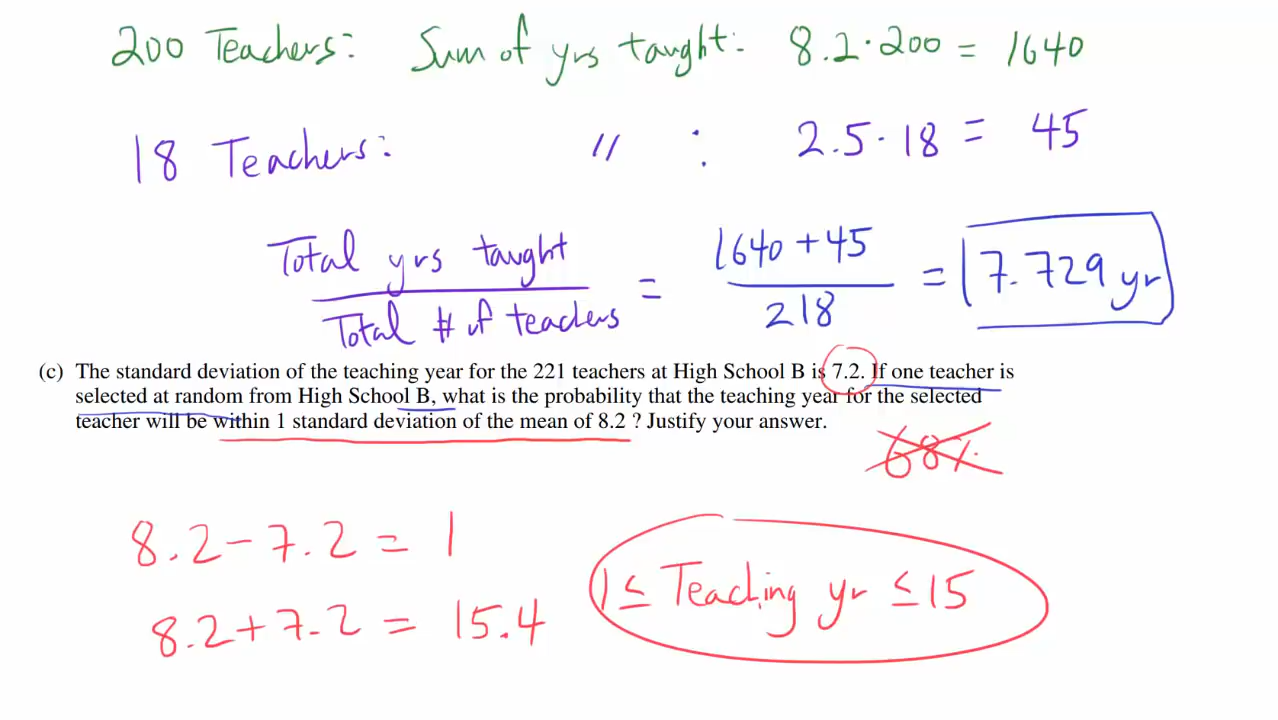 200 Teachers: Sum of yrs taught: 8.2·200 = 1640
18 Teachers: " : 2.5·18 = 45
Total yrs taught / Total # of teachers = 1640 + 45 / 218 = 7.729 yr
(c) The standard deviation of the teaching year for the 221 teachers at High School B is 7.2. If one teacher is
selected at random from High School B, what is the probability that the teaching year for the selected
teacher will be within 1 standard deviation of the mean of 8.2 ? Justify your answer.
68%
8.2 − 7.2 = 1
1 ≤ Teaching yr ≤ 15
8.2 + 7.2 = 15.4